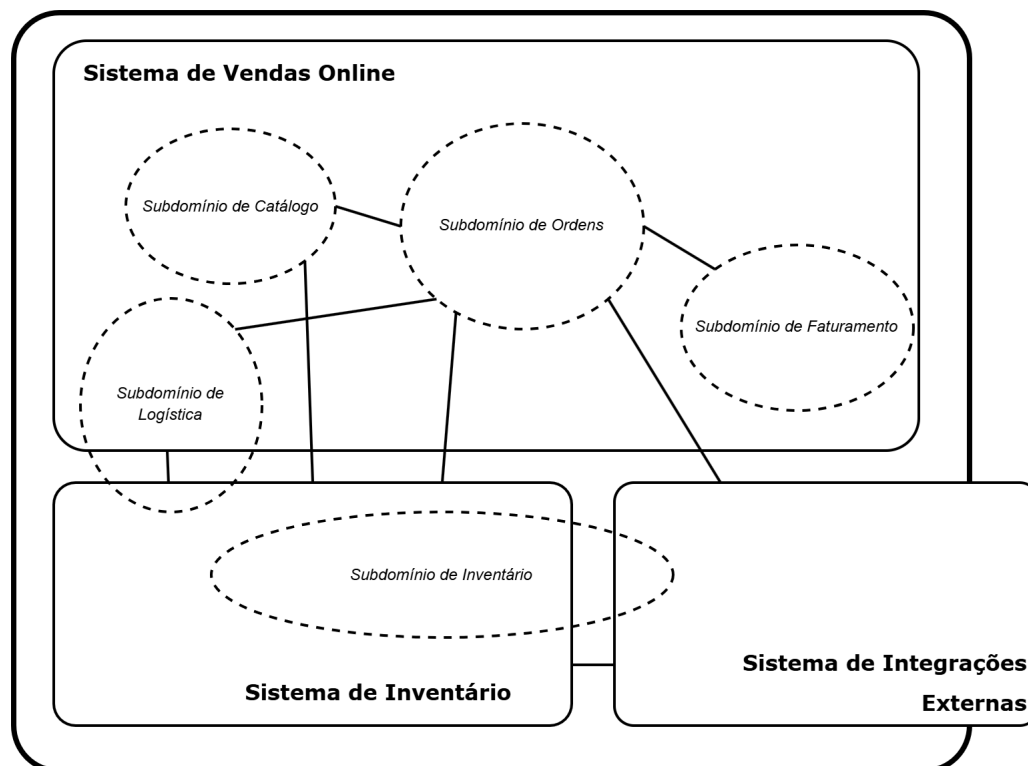 Sistema de Vendas Online
Subdomínio de Catálogo
Subdomínio de Ordens
Subdomínio de Faturamento
Subdomínio de
Logística
Subdomínio de Inventário
Sistema de Inventário
Sistema de Integrações
Externas